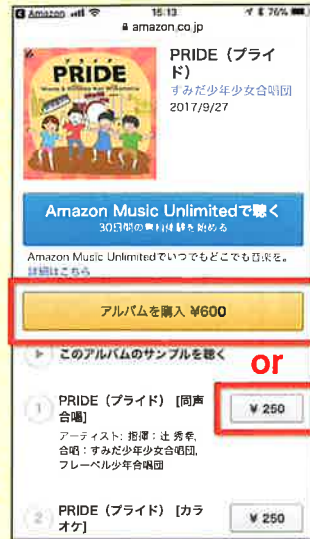 Amazon 15:13 76%
amazon.co.jp
PRIDE
PRIDE（プライ
ド）
すみだ少年少女合唱団
2017/9/27
Amazon Music Unlimitedで聴く
30日間の無料体験を始める
Amazon Music Unlimitedでいつでもどこでも音楽を。
詳細はこちら
アルバムを購入 ¥600
このアルバムのサンプルを聴く
or
1
PRIDE（プライド）［同声
合唱］
¥ 250
アーティスト: 指揮：辻 秀幸,
合唱：すみだ少年少女合唱団,
フレーベル少年合唱団
2
PRIDE（プライド）［カラ
オケ］
¥ 250